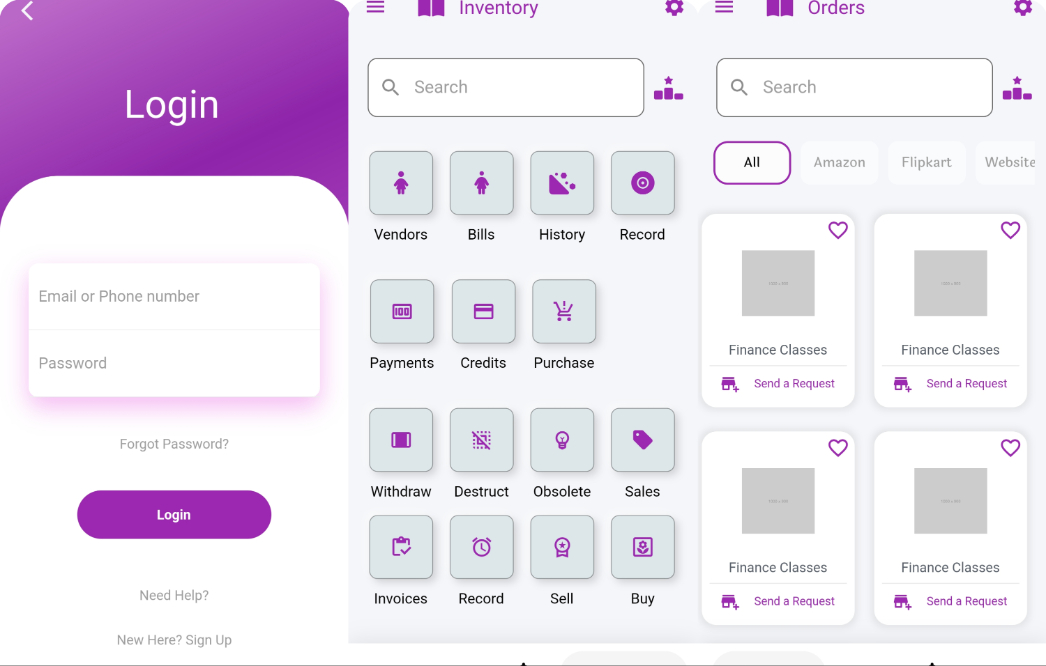 Login
Email or Phone number
Password
Forgot Password?
Login
Need Help?
New Here? Sign Up
Inventory
Search
Vendors Bills History Record
Payments Credits Purchase
Withdraw Destruct Obsolete Sales
Invoices Record Sell Buy
Orders
Search
All Amazon Flipkart Website
Finance Classes Finance Classes
Send a Request Send a Request
Finance Classes Finance Classes
Send a Request Send a Request